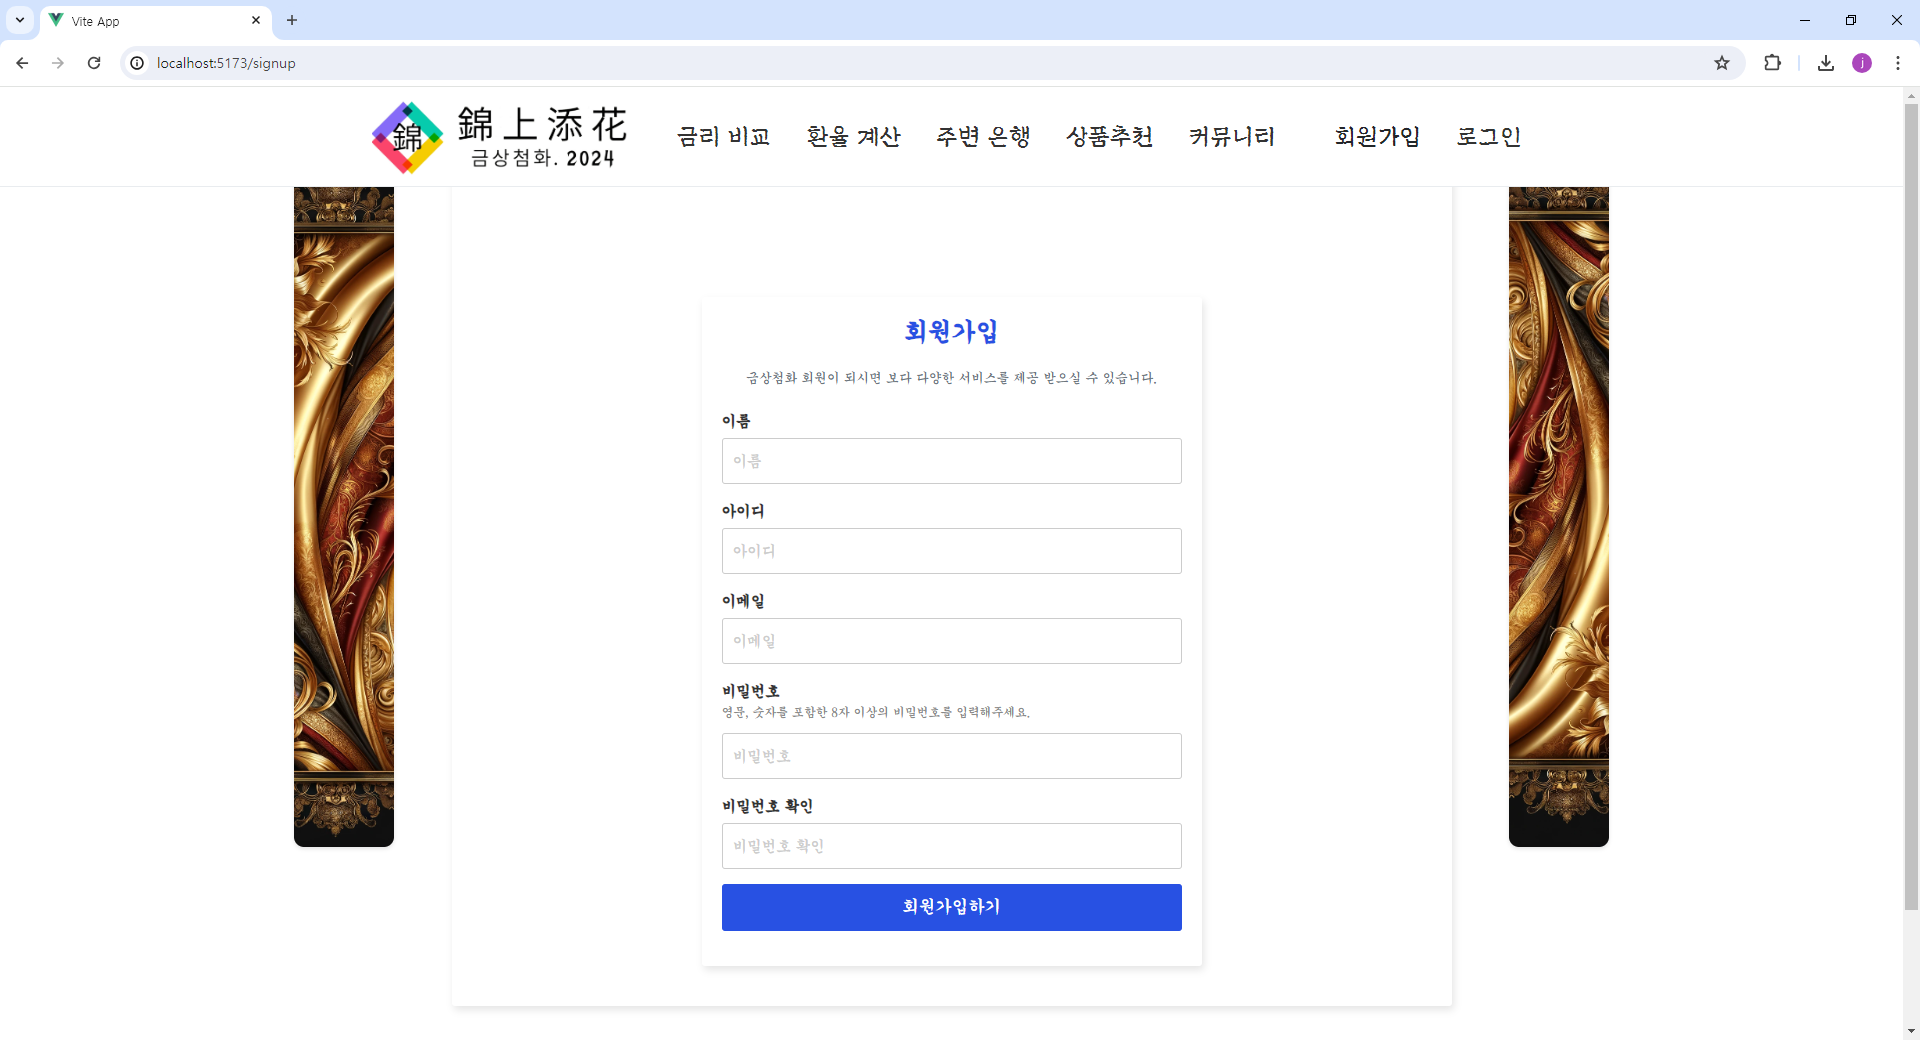 Vite App
localhost:5173/signup
j
錦 錦上添花
금상첨화. 2024
금리 비교 환율 계산 주변 은행 상품추천 커뮤니티 회원가입 로그인
회원가입
금상첨화 회원이 되시면 보다 다양한 서비스를 제공 받으실 수 있습니다.
이름
이름
아이디
아이디
이메일
이메일
비밀번호
영문, 숫자를 포함한 8자 이상의 비밀번호를 입력해주세요.
비밀번호
비밀번호 확인
비밀번호 확인
회원가입하기